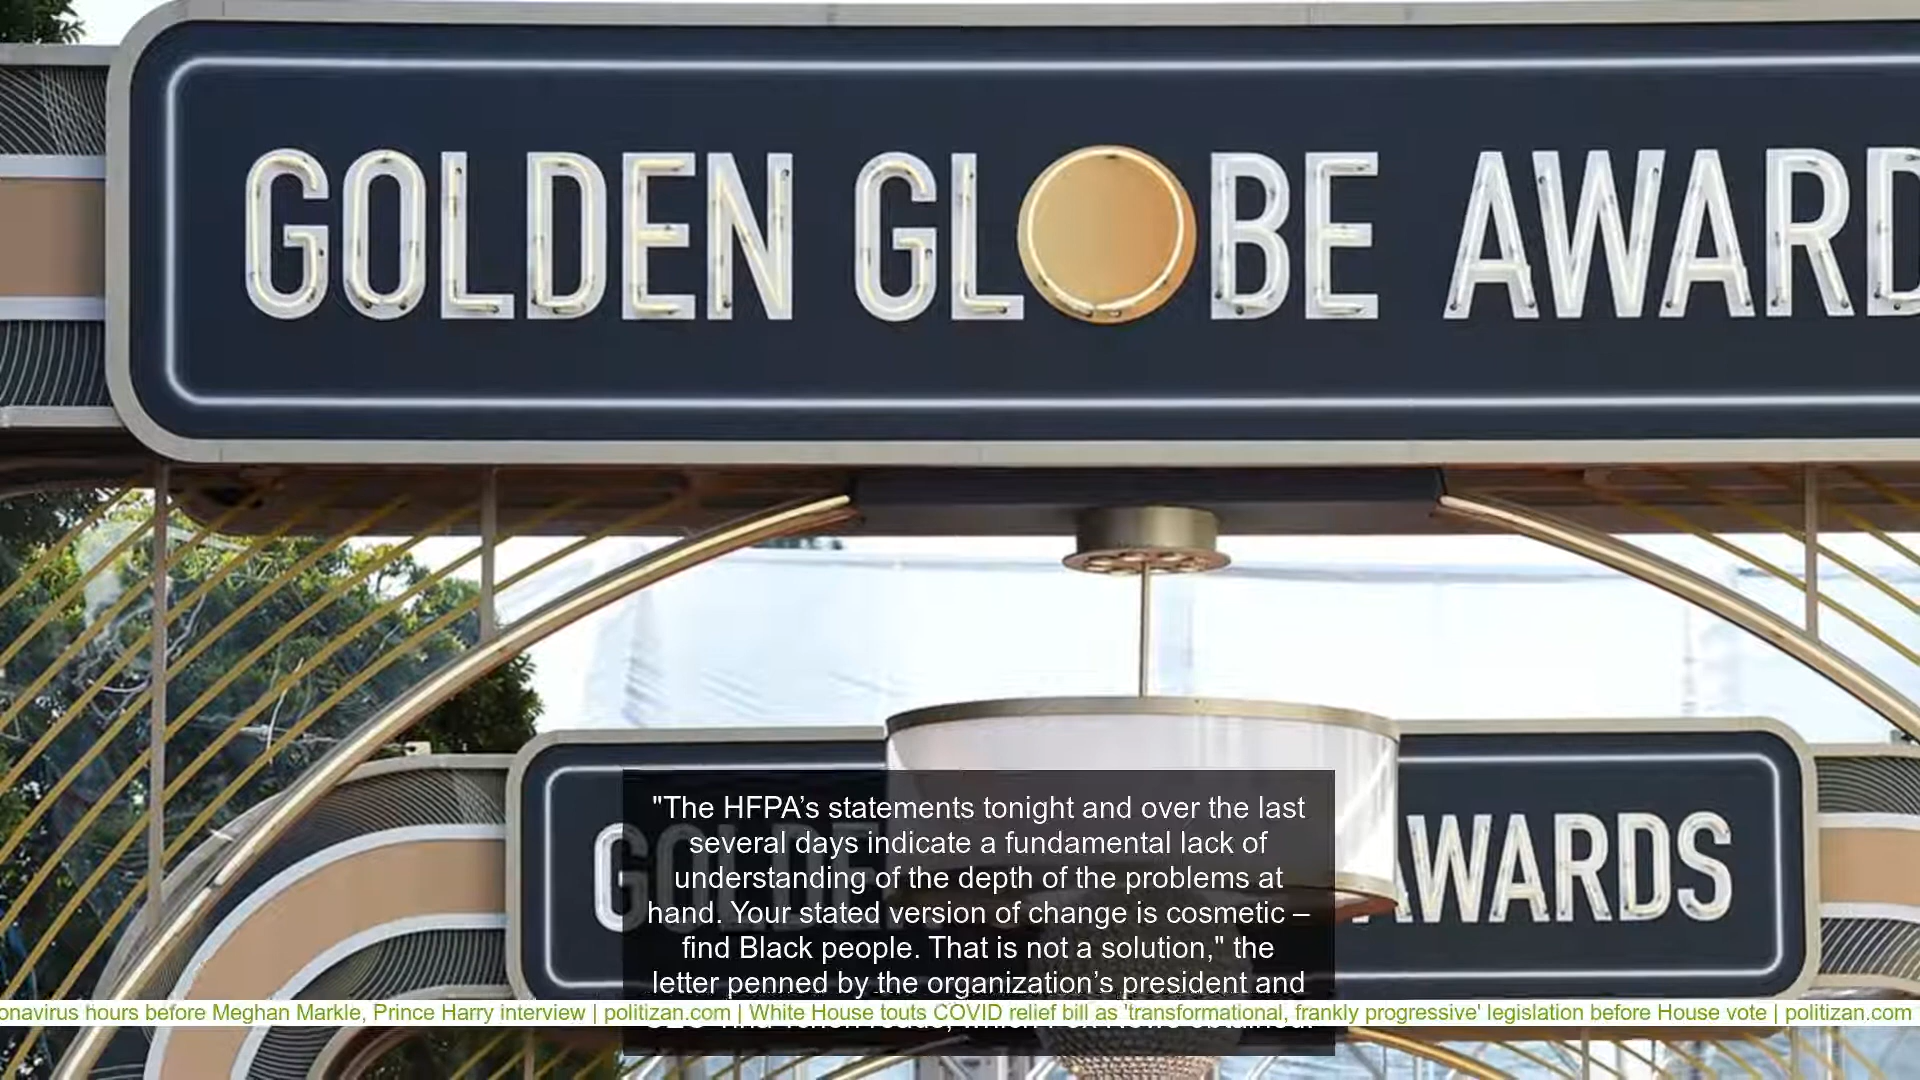 GOLDEN GLOBE AWARD
GOLDE AWARDS
"The HFPA’s statements tonight and over the last
several days indicate a fundamental lack of
understanding of the depth of the problems at
hand. Your stated version of change is cosmetic –
find Black people. That is not a solution," the
letter penned by the organization’s president and
onavirus hours before Meghan Markle, Prince Harry interview | politizan.com | White House touts COVID relief bill as 'transformational, frankly progressive' legislation before House vote | politizan.com